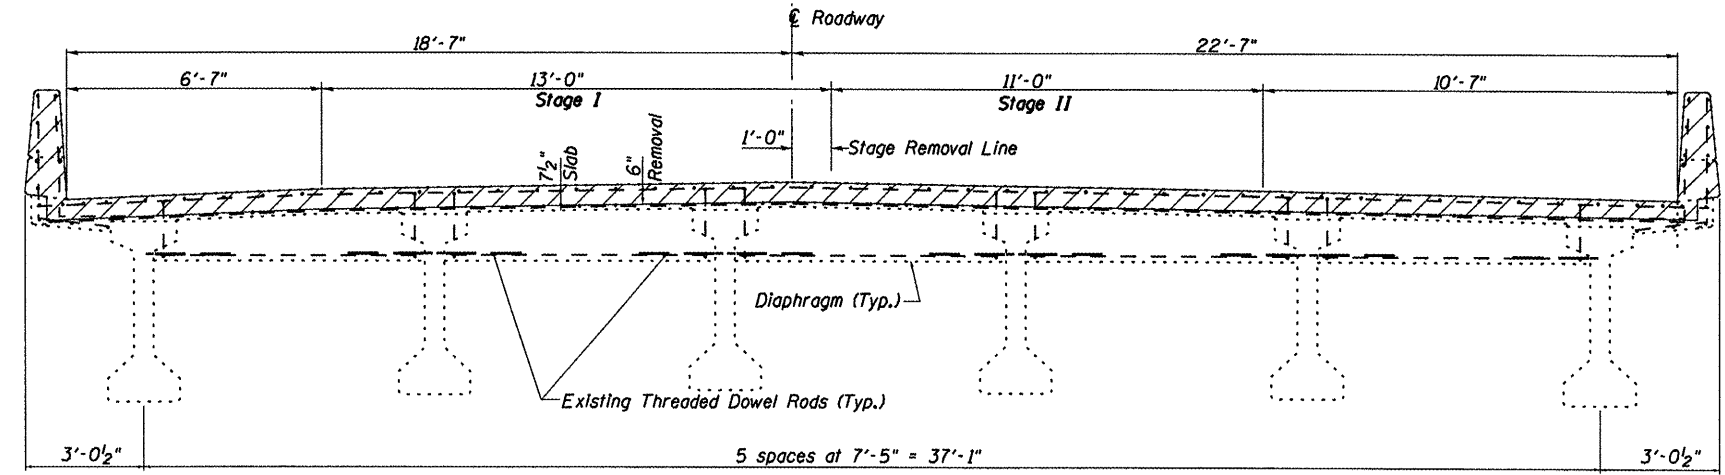 ℄ Roadway
18'-7"
22'-7"
6'-7"
13'-0"
11'-0"
10'-7"
Stage I
Stage II
1'-0"
Stage Removal Line
7½"
Slab
6"
Removal
Diaphragm (Typ.)
Existing Threaded Dowel Rods (Typ.)
3'-0½"
5 spaces at 7'-5" = 37'-1"
3'-0½"